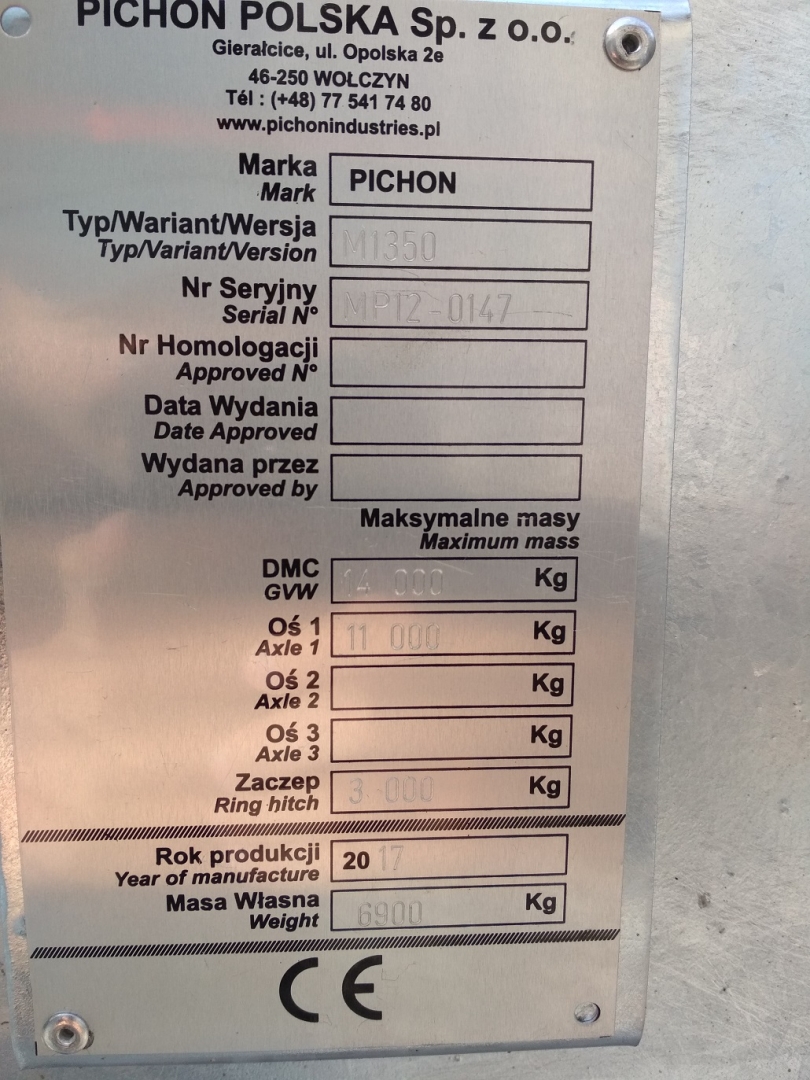 PICHON POLSKA Sp. z o.o.
Gierałcice, ul. Opolska 2e
46-250 WOŁCZYN
Tél : (+48) 77 541 74 80
www.pichonindustries.pl
Marka PICHON
Mark
Typ/Wariant/Wersja M1350
Typ/Variant/Version
Nr Seryjny MPT2-0147
Serial N°
Nr Homologacji
Approved N°
Data Wydania
Date Approved
Wydana przez
Approved by
Maksymalne masy
Maximum mass
DMC 14 000 Kg
GVW
Oś 1 11 000 Kg
Axle 1
Oś 2 Kg
Axle 2
Oś 3 Kg
Axle 3
Zaczep 3 000 Kg
Ring hitch
Rok produkcji 2017
Year of manufacture
Masa Własna 6900 Kg
Weight
CE